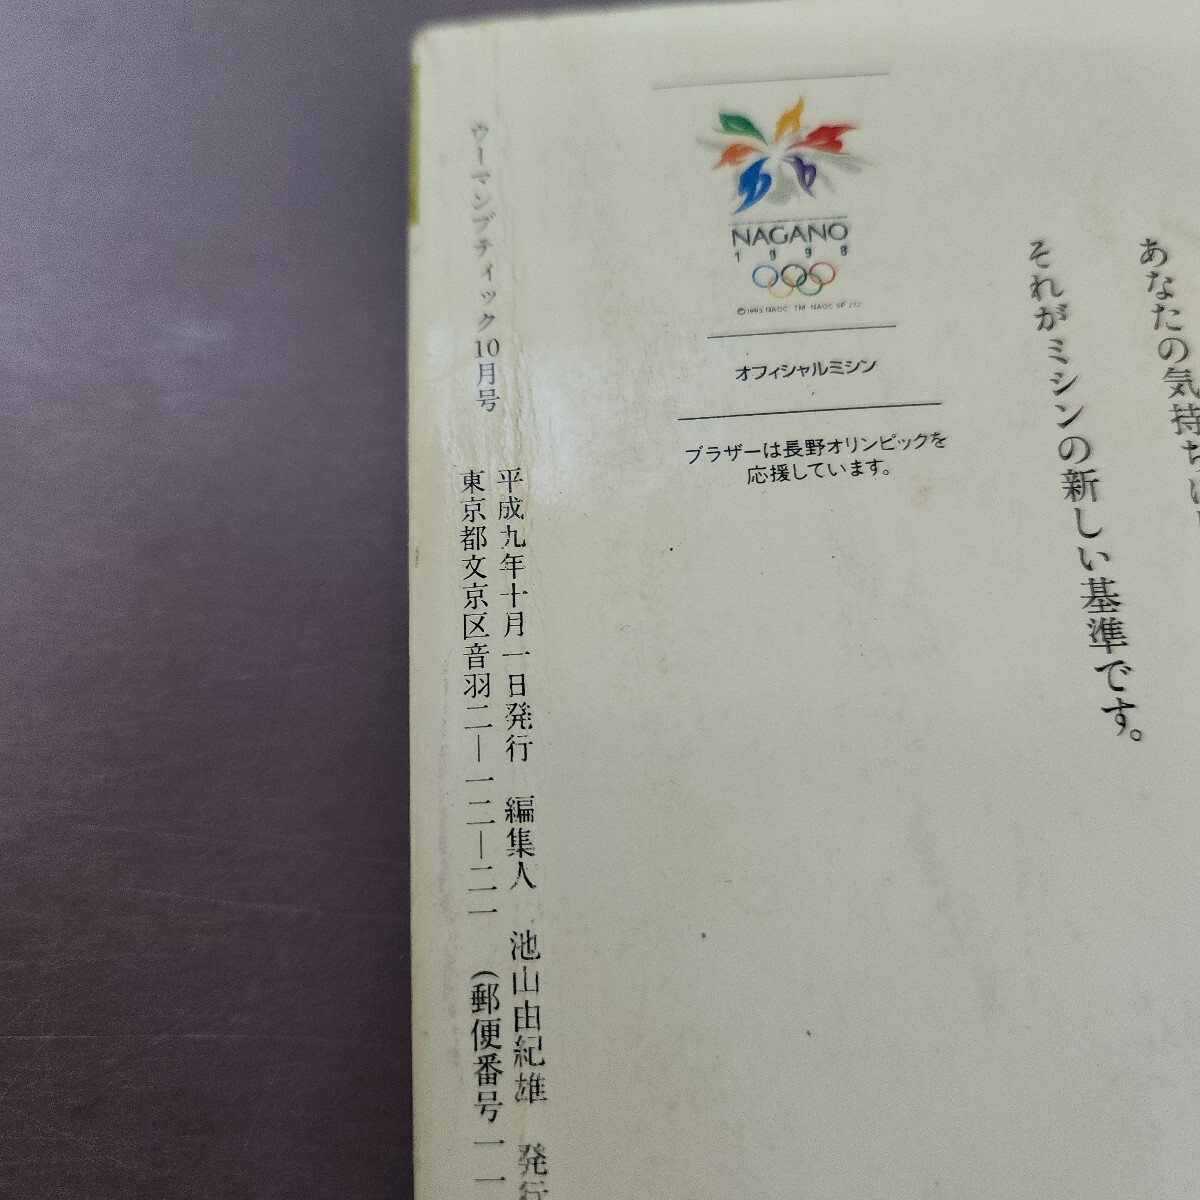 あなたの気持ち
それがミシンの新しい基準です。
NAGANO
1998
©1993 NAOC TM NAOC SP
オフィシャルミシン
ブラザーは長野オリンピックを
応援しています。
ウーマンブティック10月号
平成九年十月一日発行 編集人 池山由紀雄 発行
東京都文京区音羽二―一二―二一 (郵便番号一一